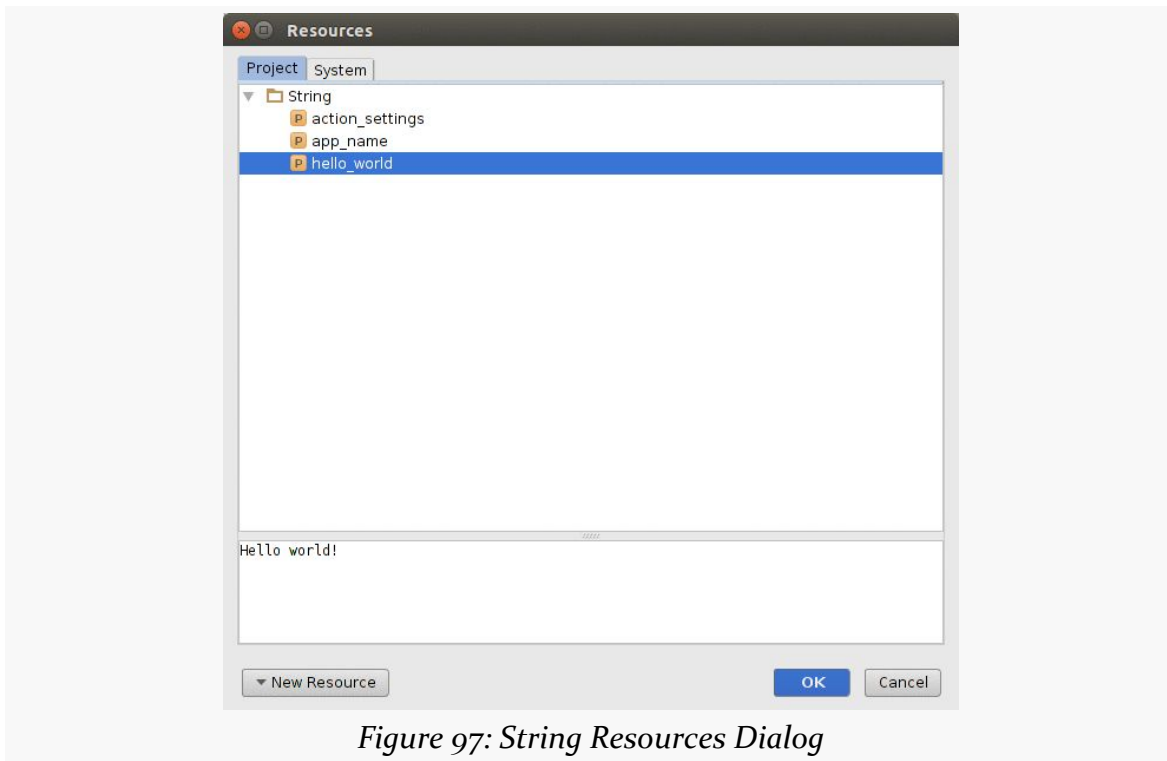 Resources
Project System
String
P action_settings
P app_name
P hello_world
Hello world!
New Resource OK Cancel
Figure 97: String Resources Dialog